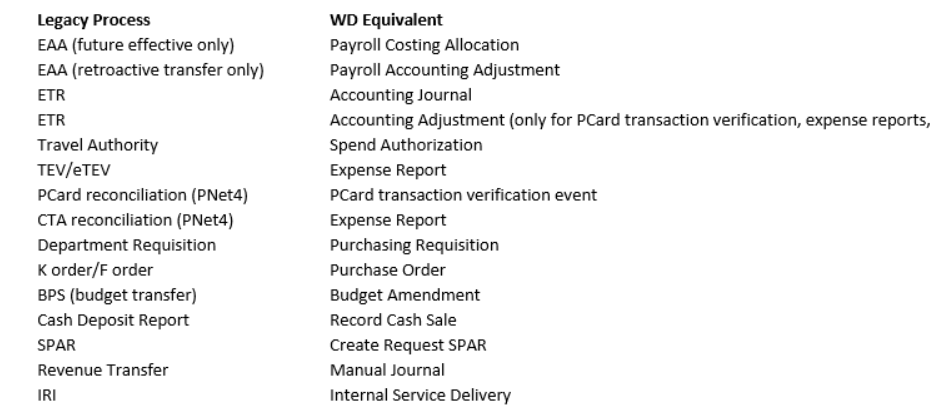 Legacy Process WD Equivalent
EAA (future effective only) Payroll Costing Allocation
EAA (retroactive transfer only) Payroll Accounting Adjustment
ETR Accounting Journal
ETR Accounting Adjustment (only for PCard transaction verification, expense reports,
Travel Authority Spend Authorization
TEV/eTEV Expense Report
PCard reconciliation (PNet4) PCard transaction verification event
CTA reconciliation (PNet4) Expense Report
Department Requisition Purchasing Requisition
K order/F order Purchase Order
BPS (budget transfer) Budget Amendment
Cash Deposit Report Record Cash Sale
SPAR Create Request SPAR
Revenue Transfer Manual Journal
IRI Internal Service Delivery